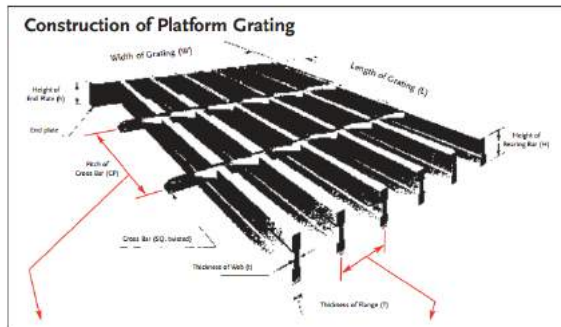 Construction of Platform Grating
Width of Grating (W)
Length of Grating (L)
Height of
End Plate (h)
End plate
Height of
Bearing Bar (H)
Pitch of
Cross Bar (CP)
Cross Bar (SQ. twisted)
Thickness of Web (t)
Thickness of Flange (T)